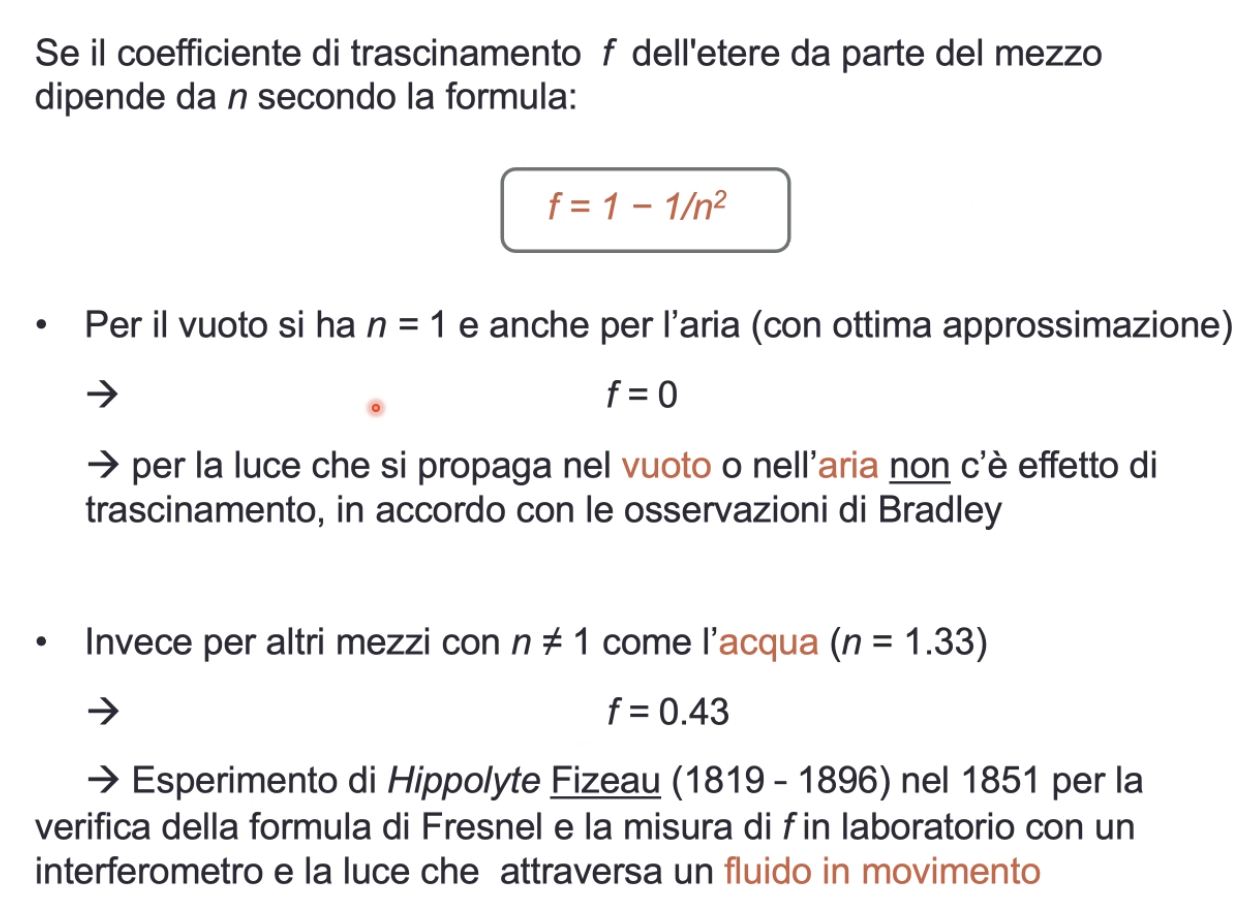 Se il coefficiente di trascinamento f dell'etere da parte del mezzo
dipende da n secondo la formula:
f = 1 – 1/n²
• Per il vuoto si ha n = 1 e anche per l’aria (con ottima approssimazione)
→ f = 0
→ per la luce che si propaga nel vuoto o nell’aria non c’è effetto di
trascinamento, in accordo con le osservazioni di Bradley
• Invece per altri mezzi con n ≠ 1 come l’acqua (n = 1.33)
→ f = 0.43
→ Esperimento di Hippolyte Fizeau (1819 - 1896) nel 1851 per la
verifica della formula di Fresnel e la misura di f in laboratorio con un
interferometro e la luce che attraversa un fluido in movimento